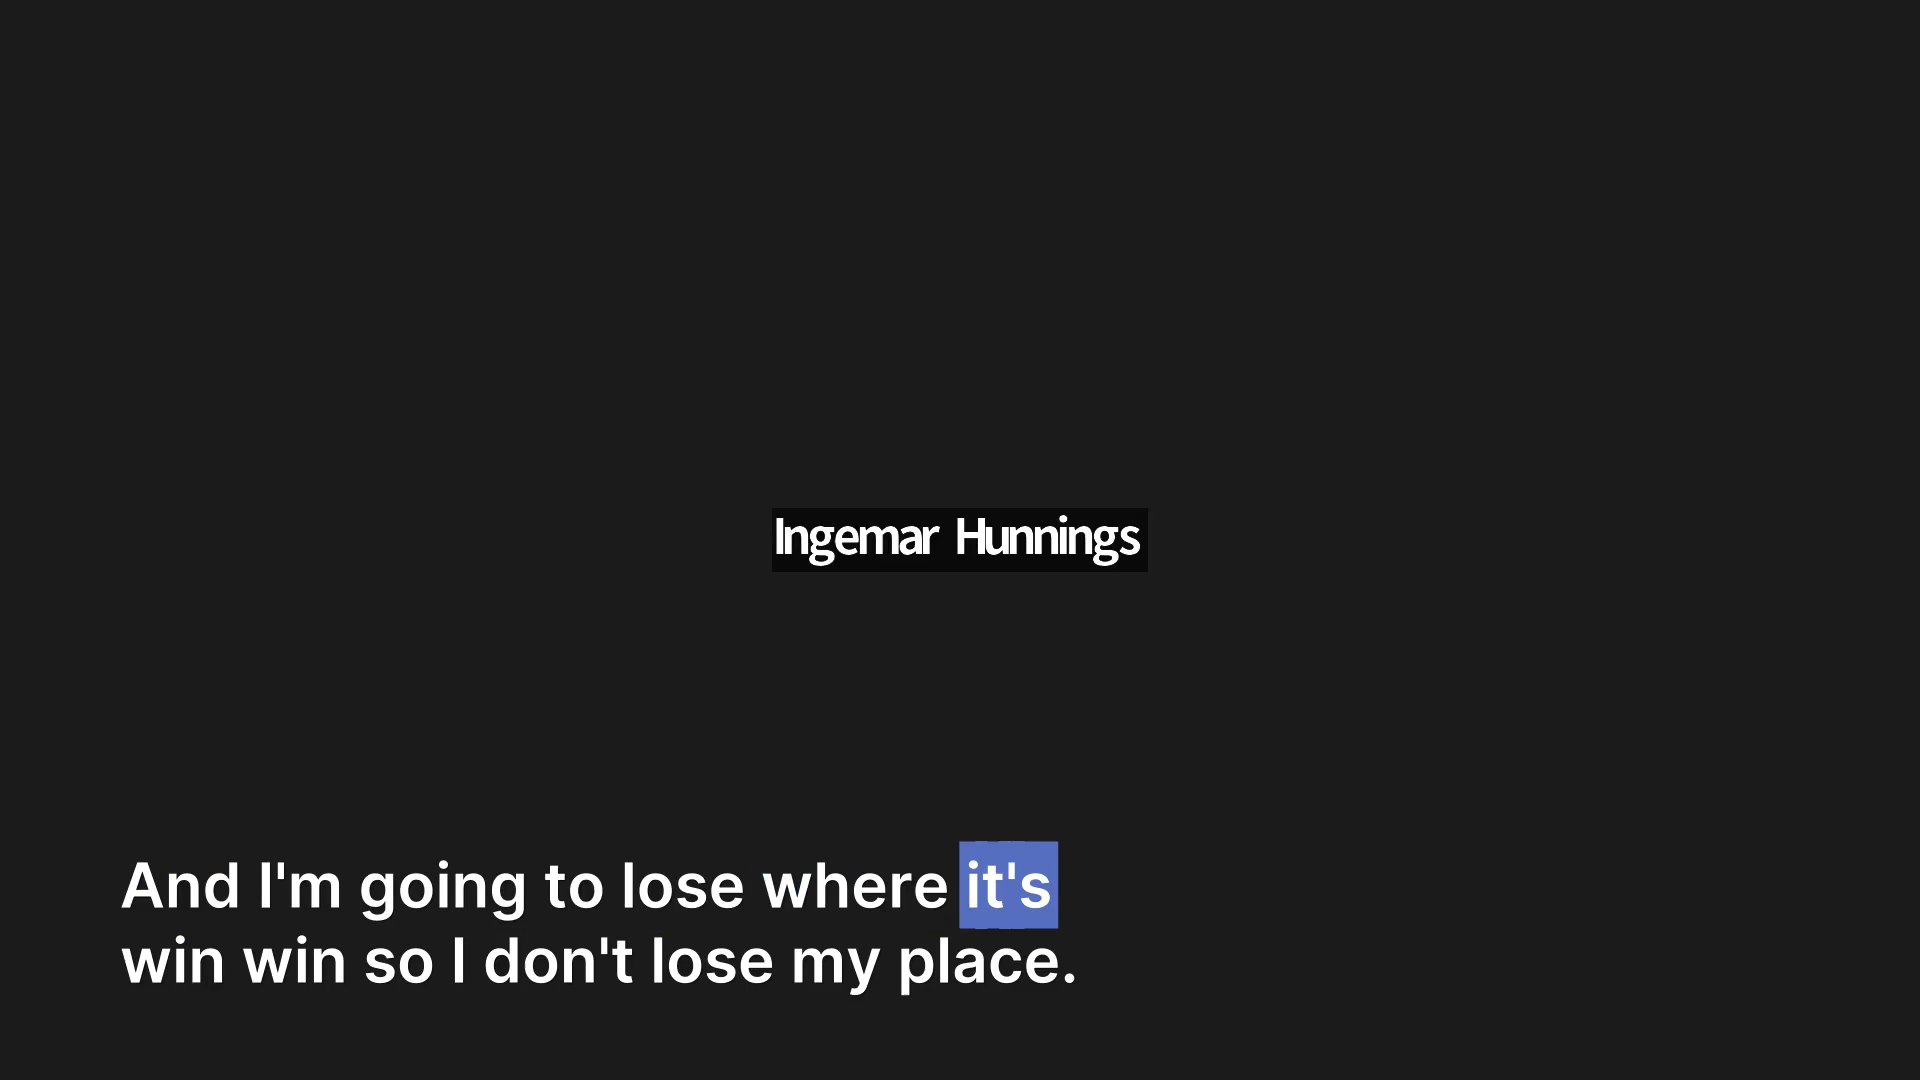 Ingemar Hunnings
And I'm going to lose where it's
win win so I don't lose my place.